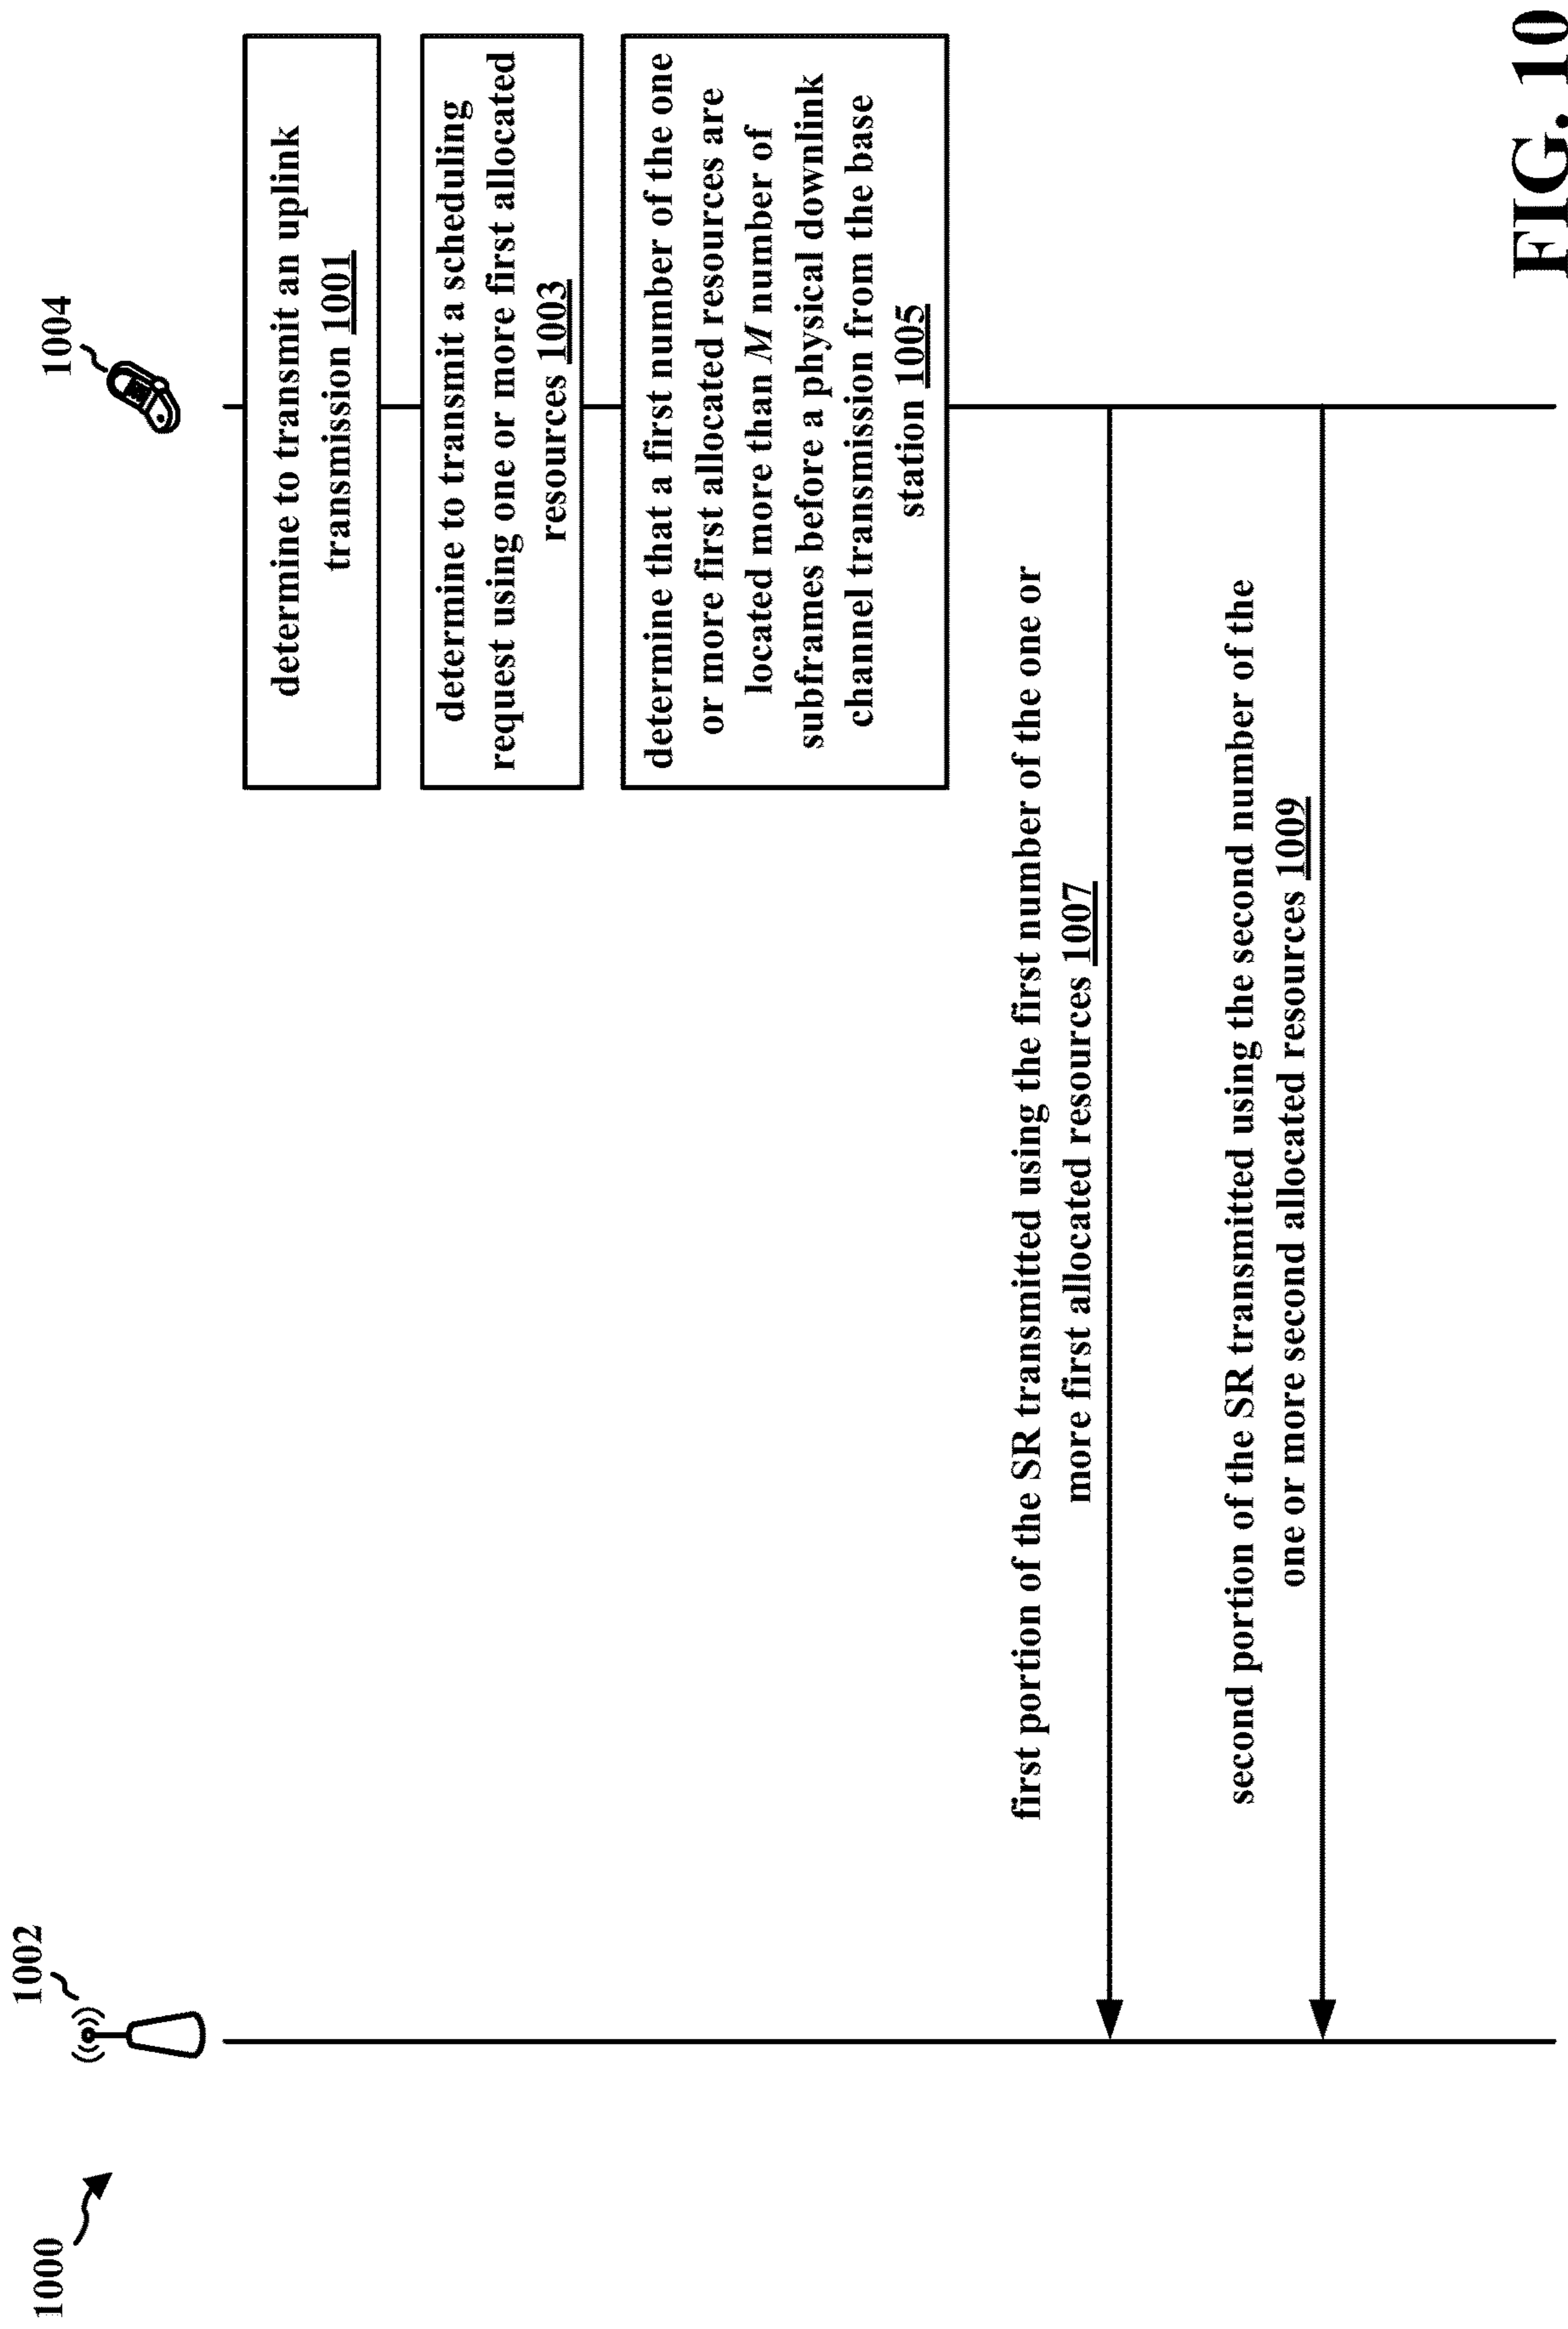 1000
1002
1004
determine to transmit an uplink
transmission 1001
determine to transmit a scheduling
request using one or more first allocated
resources 1003
determine that a first number of the one
or more first allocated resources are
located more than M number of
subframes before a physical downlink
channel transmission from the base
station 1005
first portion of the SR transmitted using the first number of the one or
more first allocated resources 1007
second portion of the SR transmitted using the second number of the
one or more second allocated resources 1009
FIG. 10